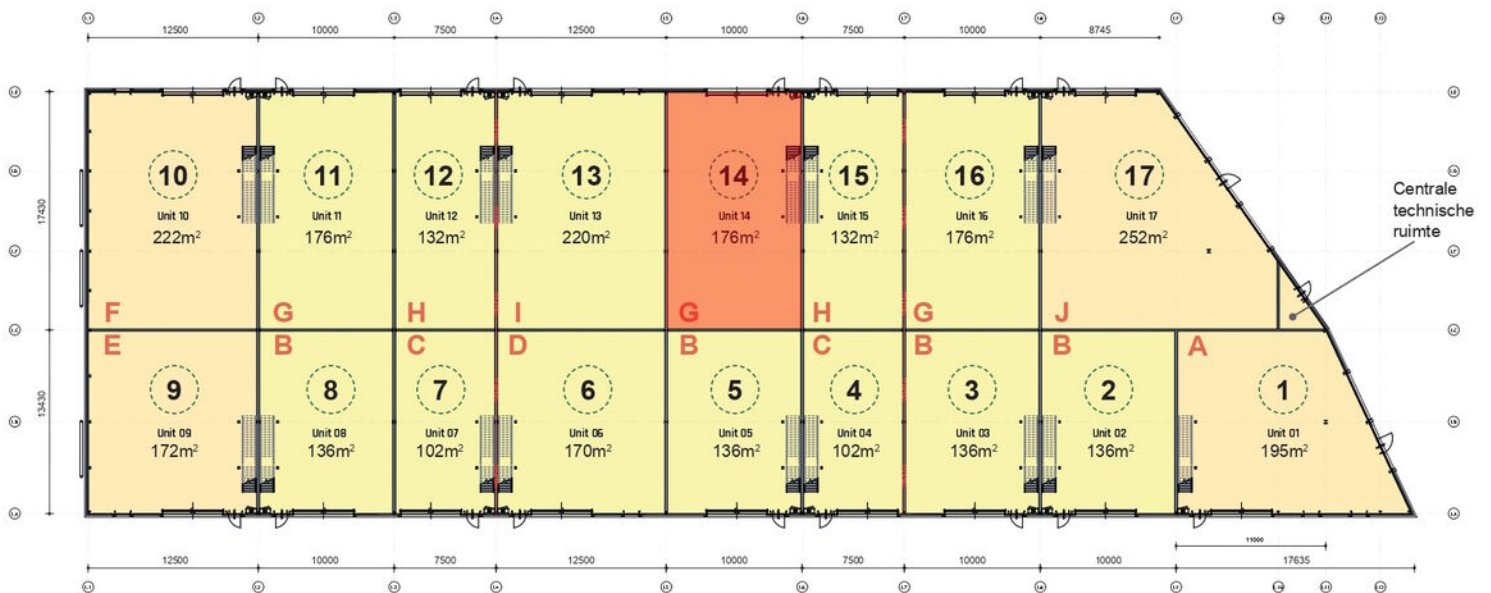 12500 10000 7500 12500 10000 7500 10000 8745
17430
13430
10 11 12 13 14 15 16 17
Unit 10 Unit 11 Unit 12 Unit 13 Unit 14 Unit 15 Unit 16 Unit 17
222m² 176m² 132m² 220m² 176m² 132m² 176m² 252m²
Centrale
technische
ruimte
F G H I G H G J
E B C D B C B B A
9 8 7 6 5 4 3 2 1
Unit 09 Unit 08 Unit 07 Unit 06 Unit 05 Unit 04 Unit 03 Unit 02 Unit 01
172m² 136m² 102m² 170m² 136m² 102m² 136m² 136m² 195m²
11000
12500 10000 7500 12500 10000 7500 10000 10000 17635